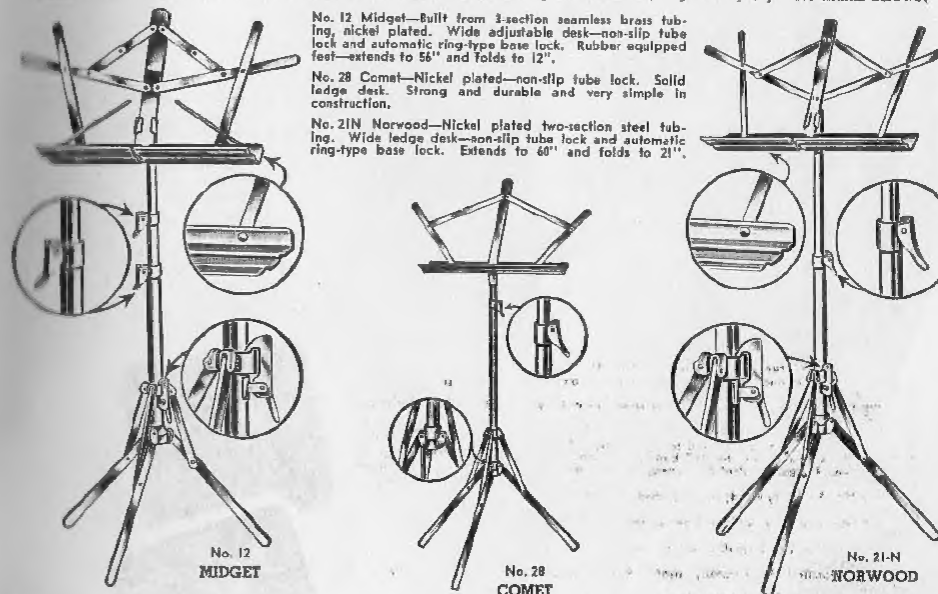 No. 12 Midget—Built from 3-section seamless brass tub-
ing, nickel plated. Wide adjustable desk—non-slip tube
lock and automatic ring-type base lock. Rubber equipped
feet—extends to 56" and folds to 12".
No. 28 Comet—Nickel plated—non-slip tube lock. Solid
ledge desk. Strong and durable and very simple in
construction.
No. 21N Norwood—Nickel plated two-section steel tub-
ing. Wide ledge desk—non-slip tube lock and automatic
ring-type base lock. Extends to 60" and folds to 21".
No. 12
MIDGET
No. 28
COMET
No. 21-N
NORWOOD